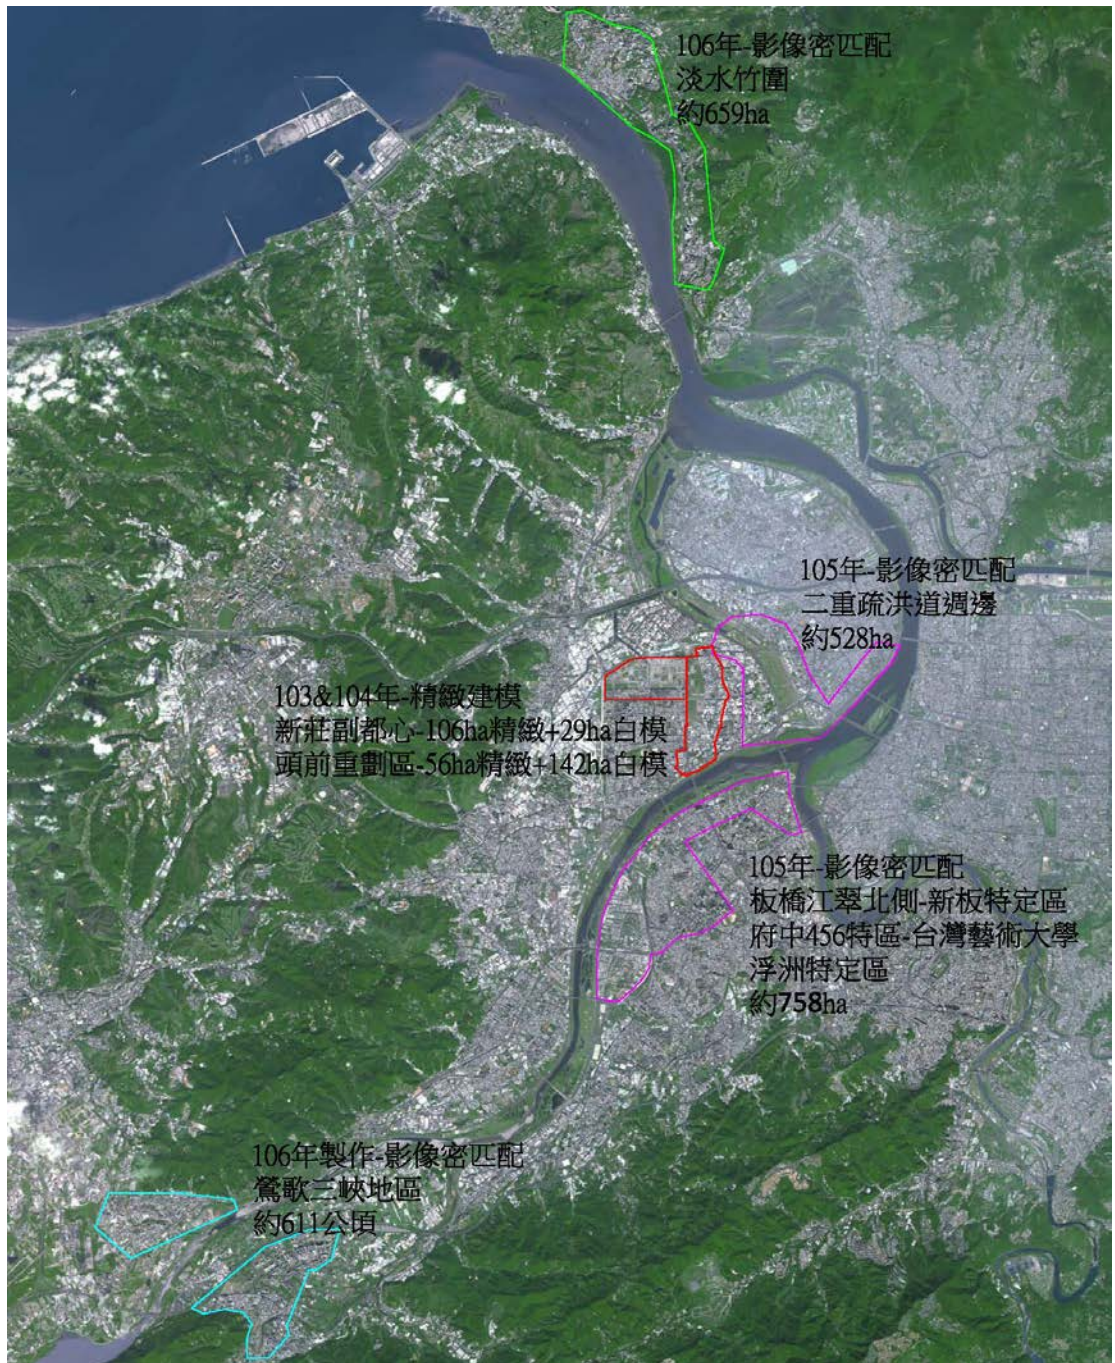 106年-影像密匹配
淡水竹圍
約659ha
105年-影像密匹配
二重疏洪道週邊
約528ha
103&104年-精緻建模
新莊副都心-106ha精緻+29ha白模
頭前重劃區-56ha精緻+142ha白模
105年-影像密匹配
板橋江翠北側-新板特定區
府中456特區-台灣藝術大學
浮洲特定區
約758ha
106年製作-影像密匹配
鶯歌三峽地區
約611公頃